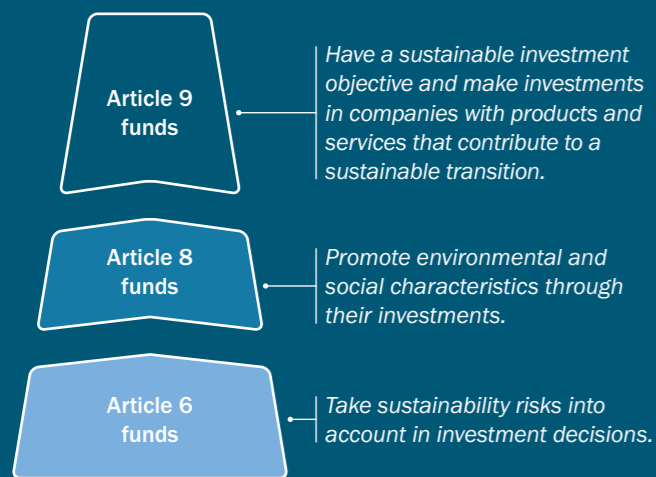 Article 9
funds
Have a sustainable investment
objective and make investments
in companies with products and
services that contribute to a
sustainable transition.
Article 8
funds
Promote environmental and
social characteristics through
their investments.
Article 6
funds
Take sustainability risks into
account in investment decisions.